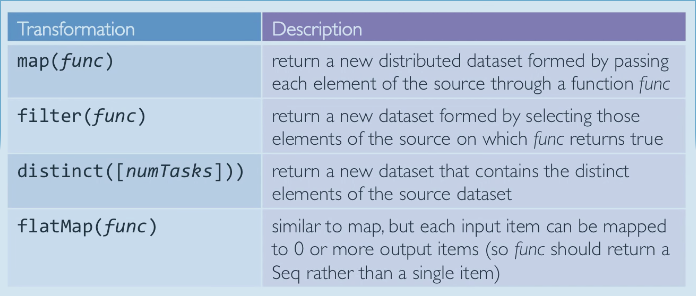 Transformation Description
map(func) return a new distributed dataset formed by passing
each element of the source through a function func
filter(func) return a new dataset formed by selecting those
elements of the source on which func returns true
distinct([numTasks])) return a new dataset that contains the distinct
elements of the source dataset
flatMap(func) similar to map, but each input item can be mapped
to 0 or more output items (so func should return a
Seq rather than a single item)